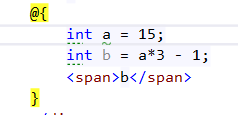 @{
int a = 15;
int b = a*3 - 1;
<span>b</span>
}